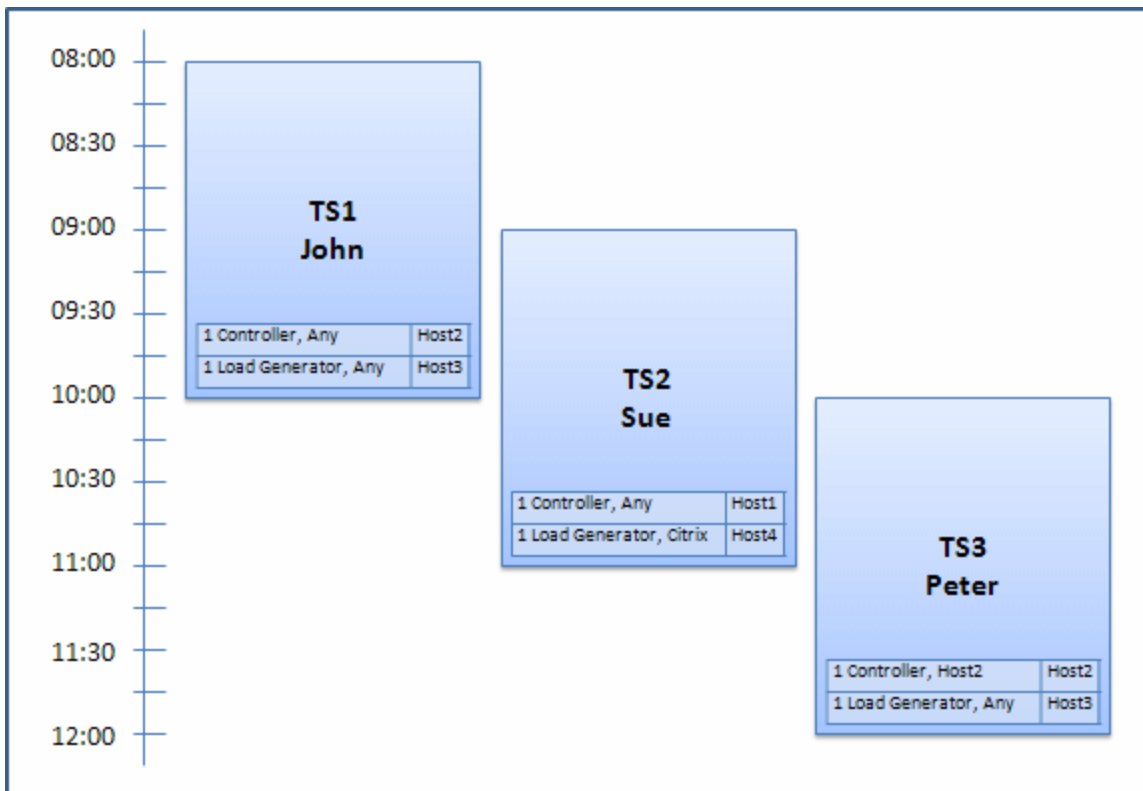 08:00
08:30
09:00
09:30
10:00
10:30
11:00
11:30
12:00
TS1
John
1 Controller, Any Host2
1 Load Generator, Any Host3
TS2
Sue
1 Controller, Any Host1
1 Load Generator, Citrix Host4
TS3
Peter
1 Controller, Host2 Host2
1 Load Generator, Any Host3